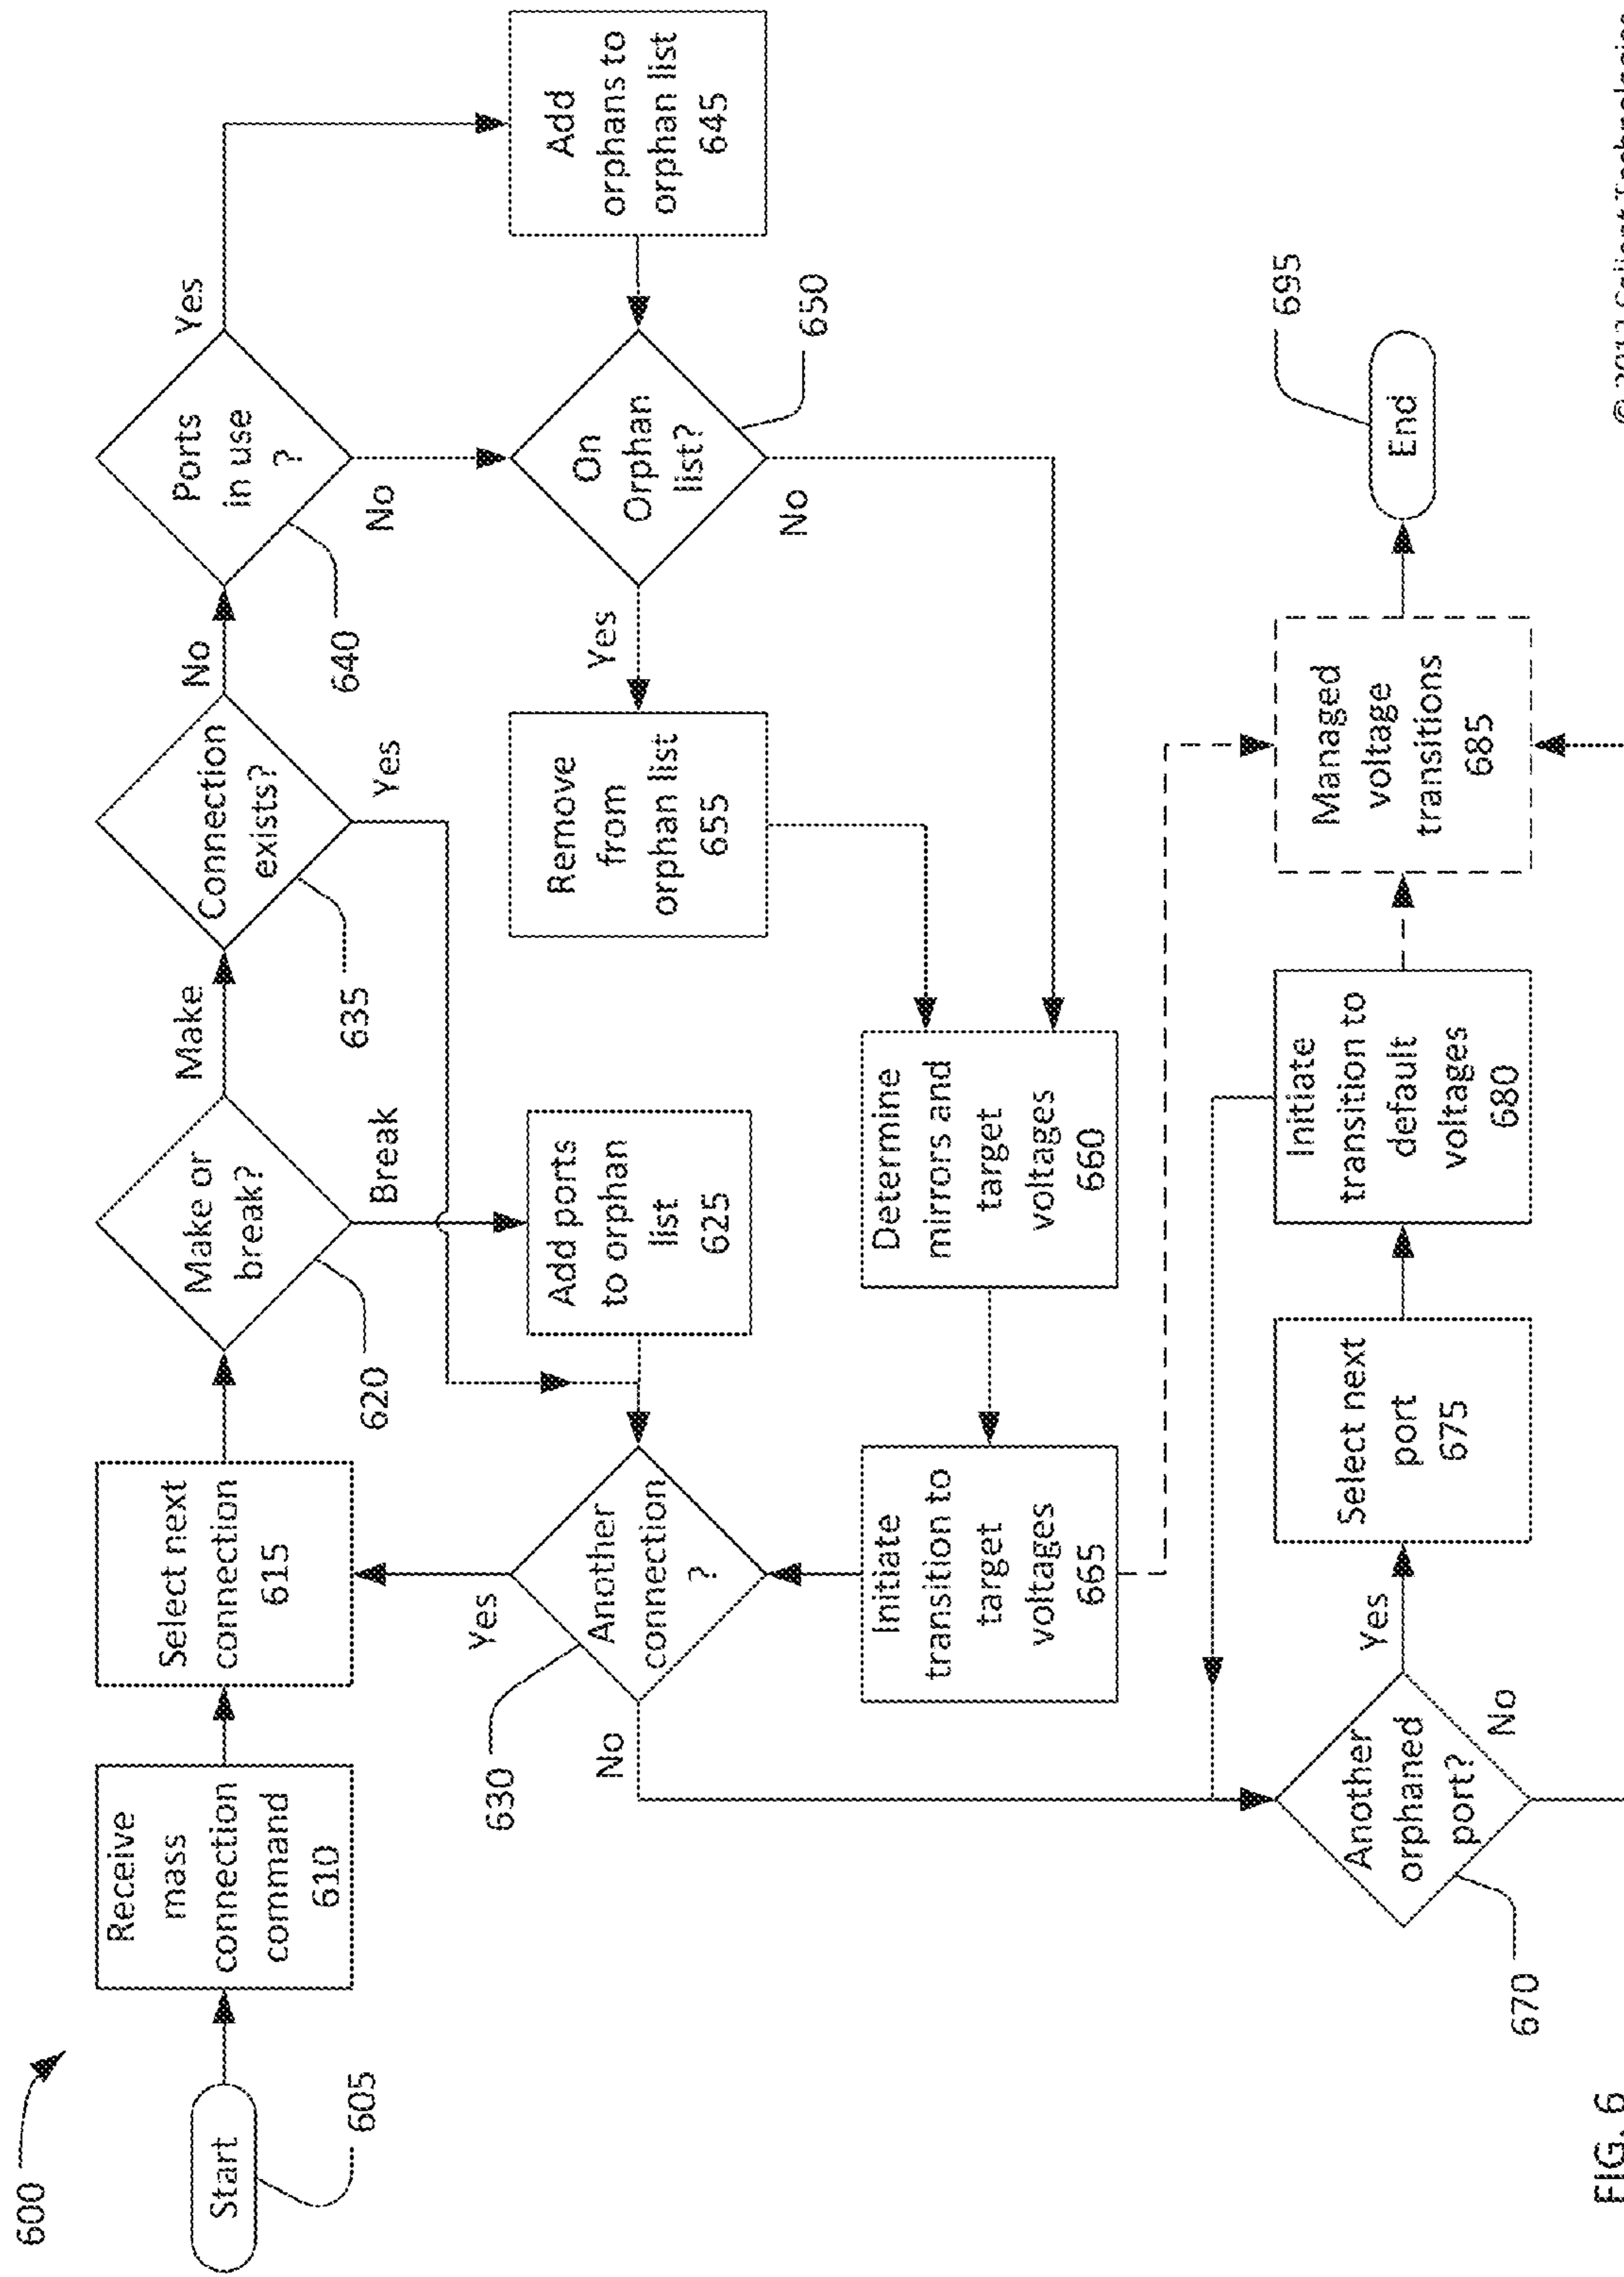 600
Start
605
Receive
mass
connection
command
610
Select next
connection
615
Make or
break?
620
Make
Break
Connection
exists?
635
No
Yes
Ports
in use
?
640
Yes
No
Add
orphans to
orphan list
645
On
Orphan
list?
650
Yes
No
Remove
from
orphan list
655
Add ports
to orphan
list
625
Another
connection
?
630
Yes
No
Determine
mirrors and
target
voltages
660
Initiate
transition to
target
voltages
665
Another
orphaned
port?
670
Yes
No
Select next
port
675
Initiate
transition to
default
voltages
680
Managed
voltage
transitions
685
End
695
FIG. 6